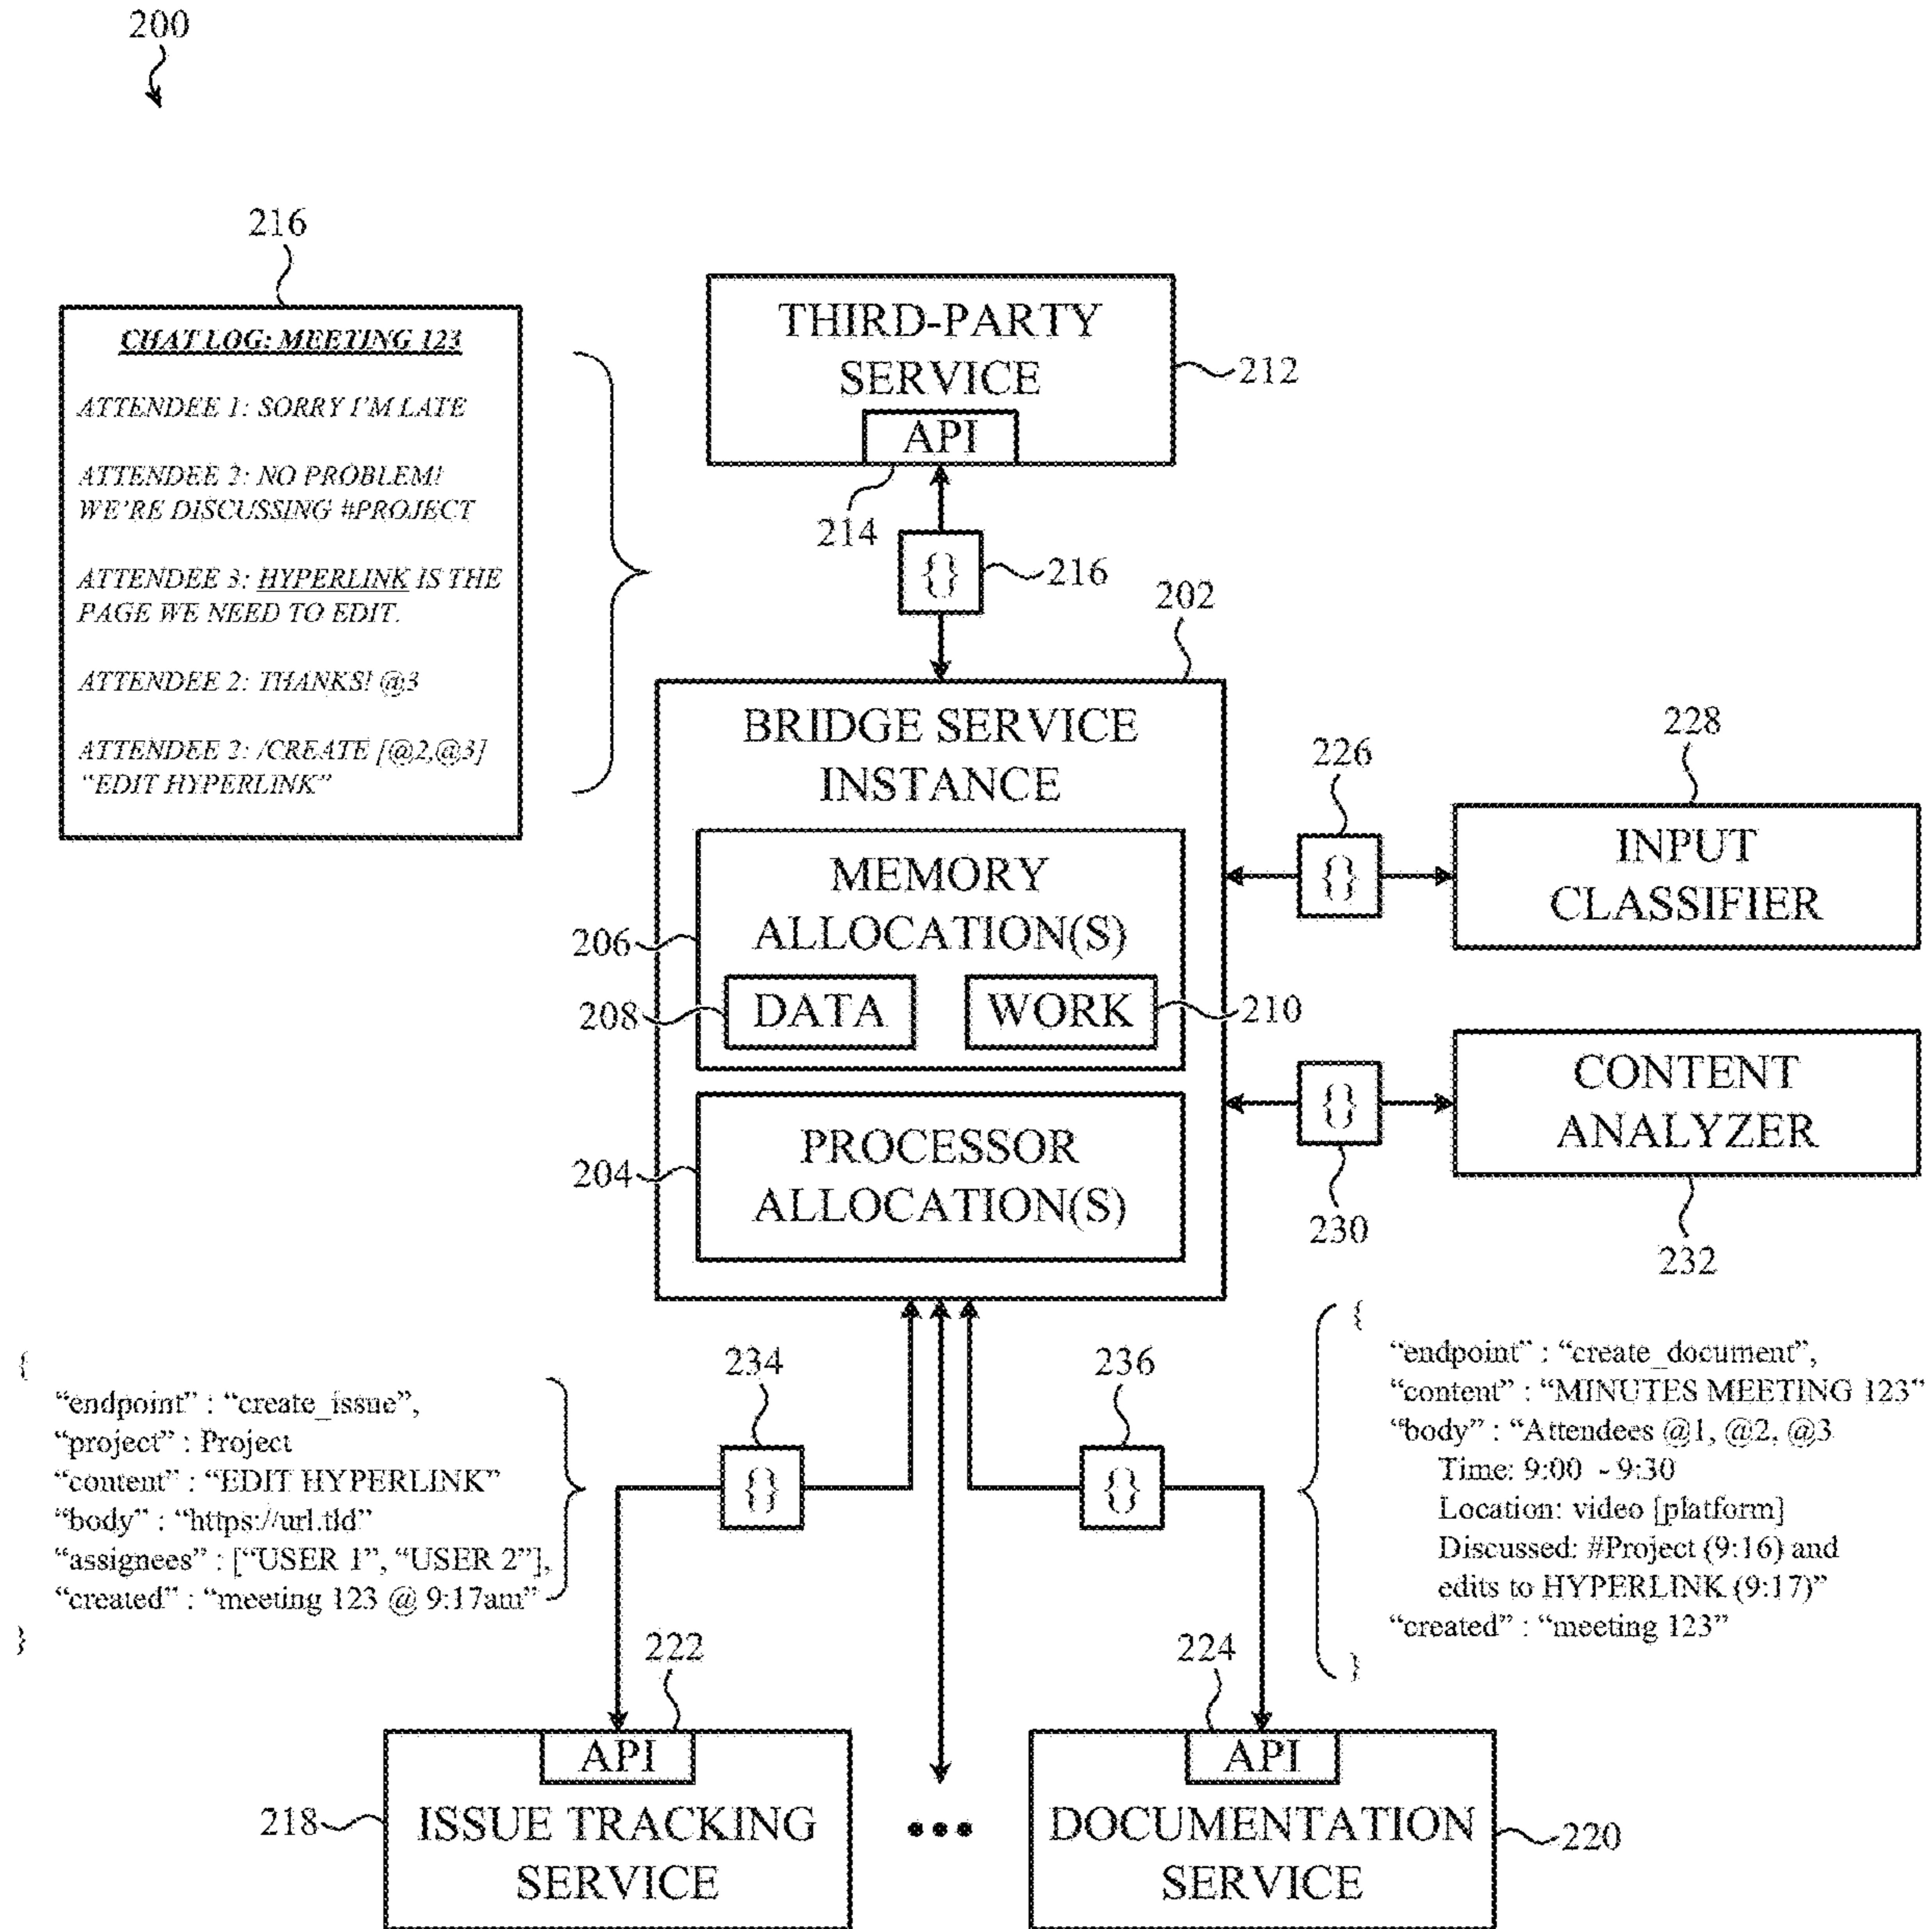 200
216
CHAT LOG: MEETING 123
ATTENDEE 1: SORRY I'M LATE
ATTENDEE 2: NO PROBLEM!
WE'RE DISCUSSING #PROJECT
ATTENDEE 3: HYPERLINK IS THE
PAGE WE NEED TO EDIT.
ATTENDEE 2: THANKS! @3
ATTENDEE 2: /CREATE [@2,@3]
“EDIT HYPERLINK”
THIRD-PARTY
SERVICE
API
212
214
{}
216
202
BRIDGE SERVICE
INSTANCE
MEMORY
ALLOCATION(S)
206
DATA
WORK
208
210
PROCESSOR
ALLOCATION(S)
204
226
{}
228
INPUT
CLASSIFIER
{}
230
CONTENT
ANALYZER
232
{
“endpoint” : “create_issue”,
“project” : Project
“content” : “EDIT HYPERLINK”
“body” : “https://url.tld”
“assignees” : [“USER 1”, “USER 2”],
“created” : “meeting 123 @ 9:17am”
}
234
{}
236
{}
{
“endpoint” : “create_document”,
“content” : “MINUTES MEETING 123”
“body” : “Attendees @1, @2, @3
Time: 9:00 - 9:30
Location: video [platform]
Discussed: #Project (9:16) and
edits to HYPERLINK (9:17)”
“created” : “meeting 123”
}
222
API
ISSUE TRACKING
SERVICE
218
•••
224
API
DOCUMENTATION
SERVICE
220